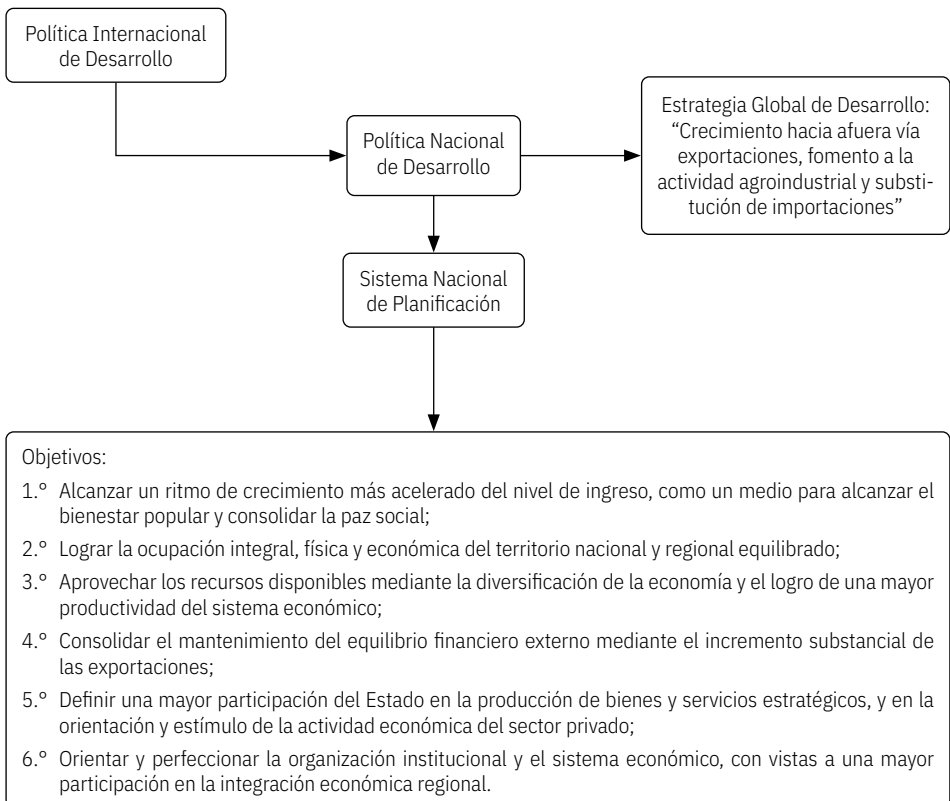 Política Internacional
de Desarrollo
Política Nacional
de Desarrollo
Estrategia Global de Desarrollo:
“Crecimiento hacia afuera vía
exportaciones, fomento a la
actividad agroindustrial y substi-
tución de importaciones”
Sistema Nacional
de Planificación
Objetivos:
1.º Alcanzar un ritmo de crecimiento más acelerado del nivel de ingreso, como un medio para alcanzar el
bienestar popular y consolidar la paz social;
2.º Lograr la ocupación integral, física y económica del territorio nacional y regional equilibrado;
3.º Aprovechar los recursos disponibles mediante la diversificación de la economía y el logro de una mayor
productividad del sistema económico;
4.º Consolidar el mantenimiento del equilibrio financiero externo mediante el incremento substancial de
las exportaciones;
5.º Definir una mayor participación del Estado en la producción de bienes y servicios estratégicos, y en la
orientación y estímulo de la actividad económica del sector privado;
6.º Orientar y perfeccionar la organización institucional y el sistema económico, con vistas a una mayor
participación en la integración económica regional.